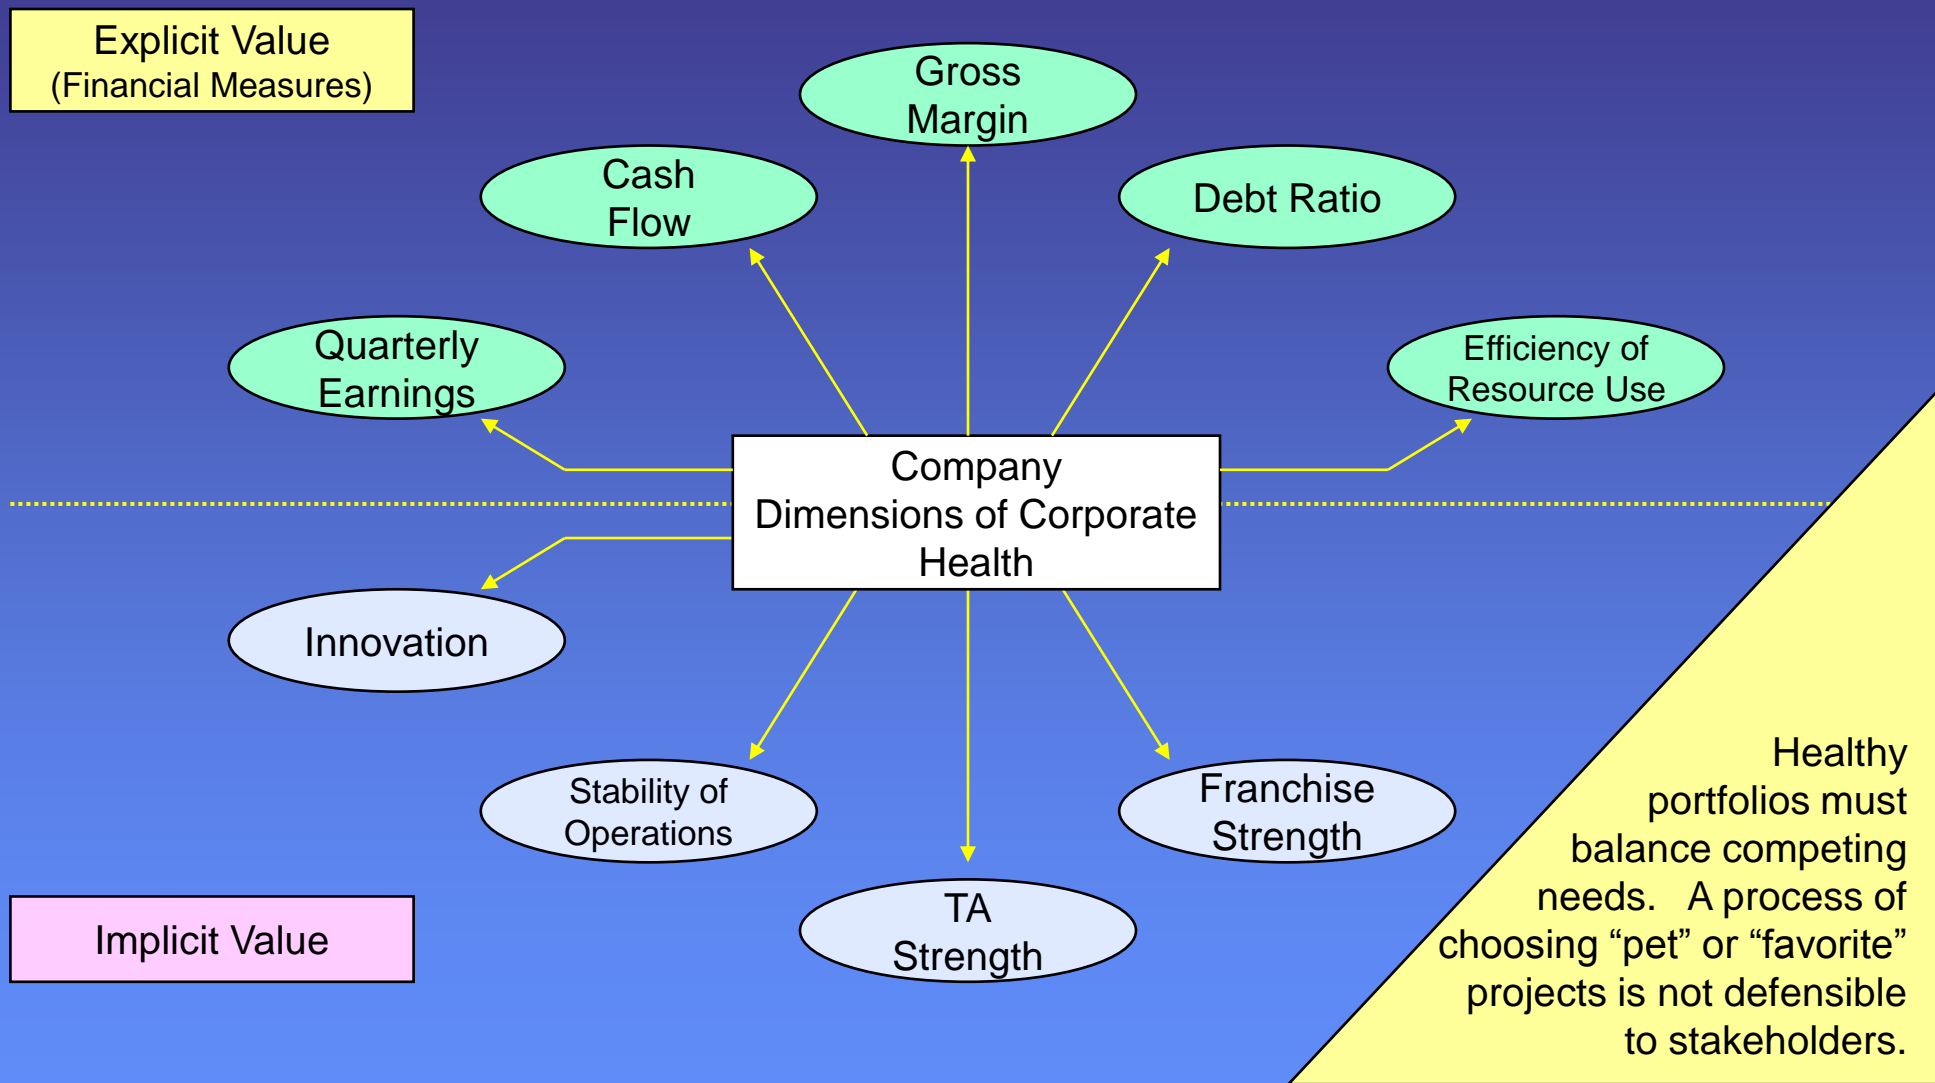 Explicit Value
(Financial Measures)
Gross
Margin
Cash
Flow
Debt Ratio
Quarterly
Earnings
Efficiency of
Resource Use
Company
Dimensions of Corporate
Health
Innovation
Stability of
Operations
Franchise
Strength
TA
Strength
Implicit Value
Healthy
portfolios must
balance competing
needs.   A process of
choosing “pet” or “favorite”
projects is not defensible
to stakeholders.